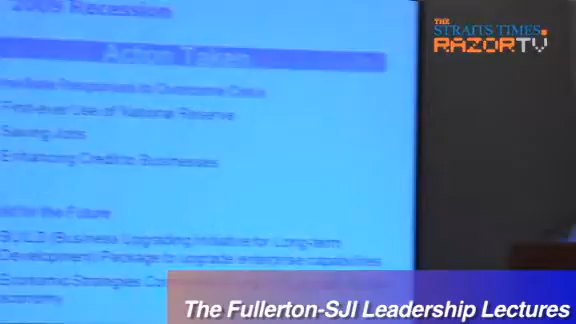 2009 Recession
THE
STRAITS TIMES
RAZORTV
Action Taken
Immediate Responses to Overcome Crisis
First-ever Use of National Reserve
Saving Jobs
Enhancing Credit to Businesses
for the Future
BUILD (Business Upgrading Initiative for Long-term
Development) Package to upgrade enterprise capabilities
Economic Strategies
economy
The Fullerton-SJI Leadership Lectures